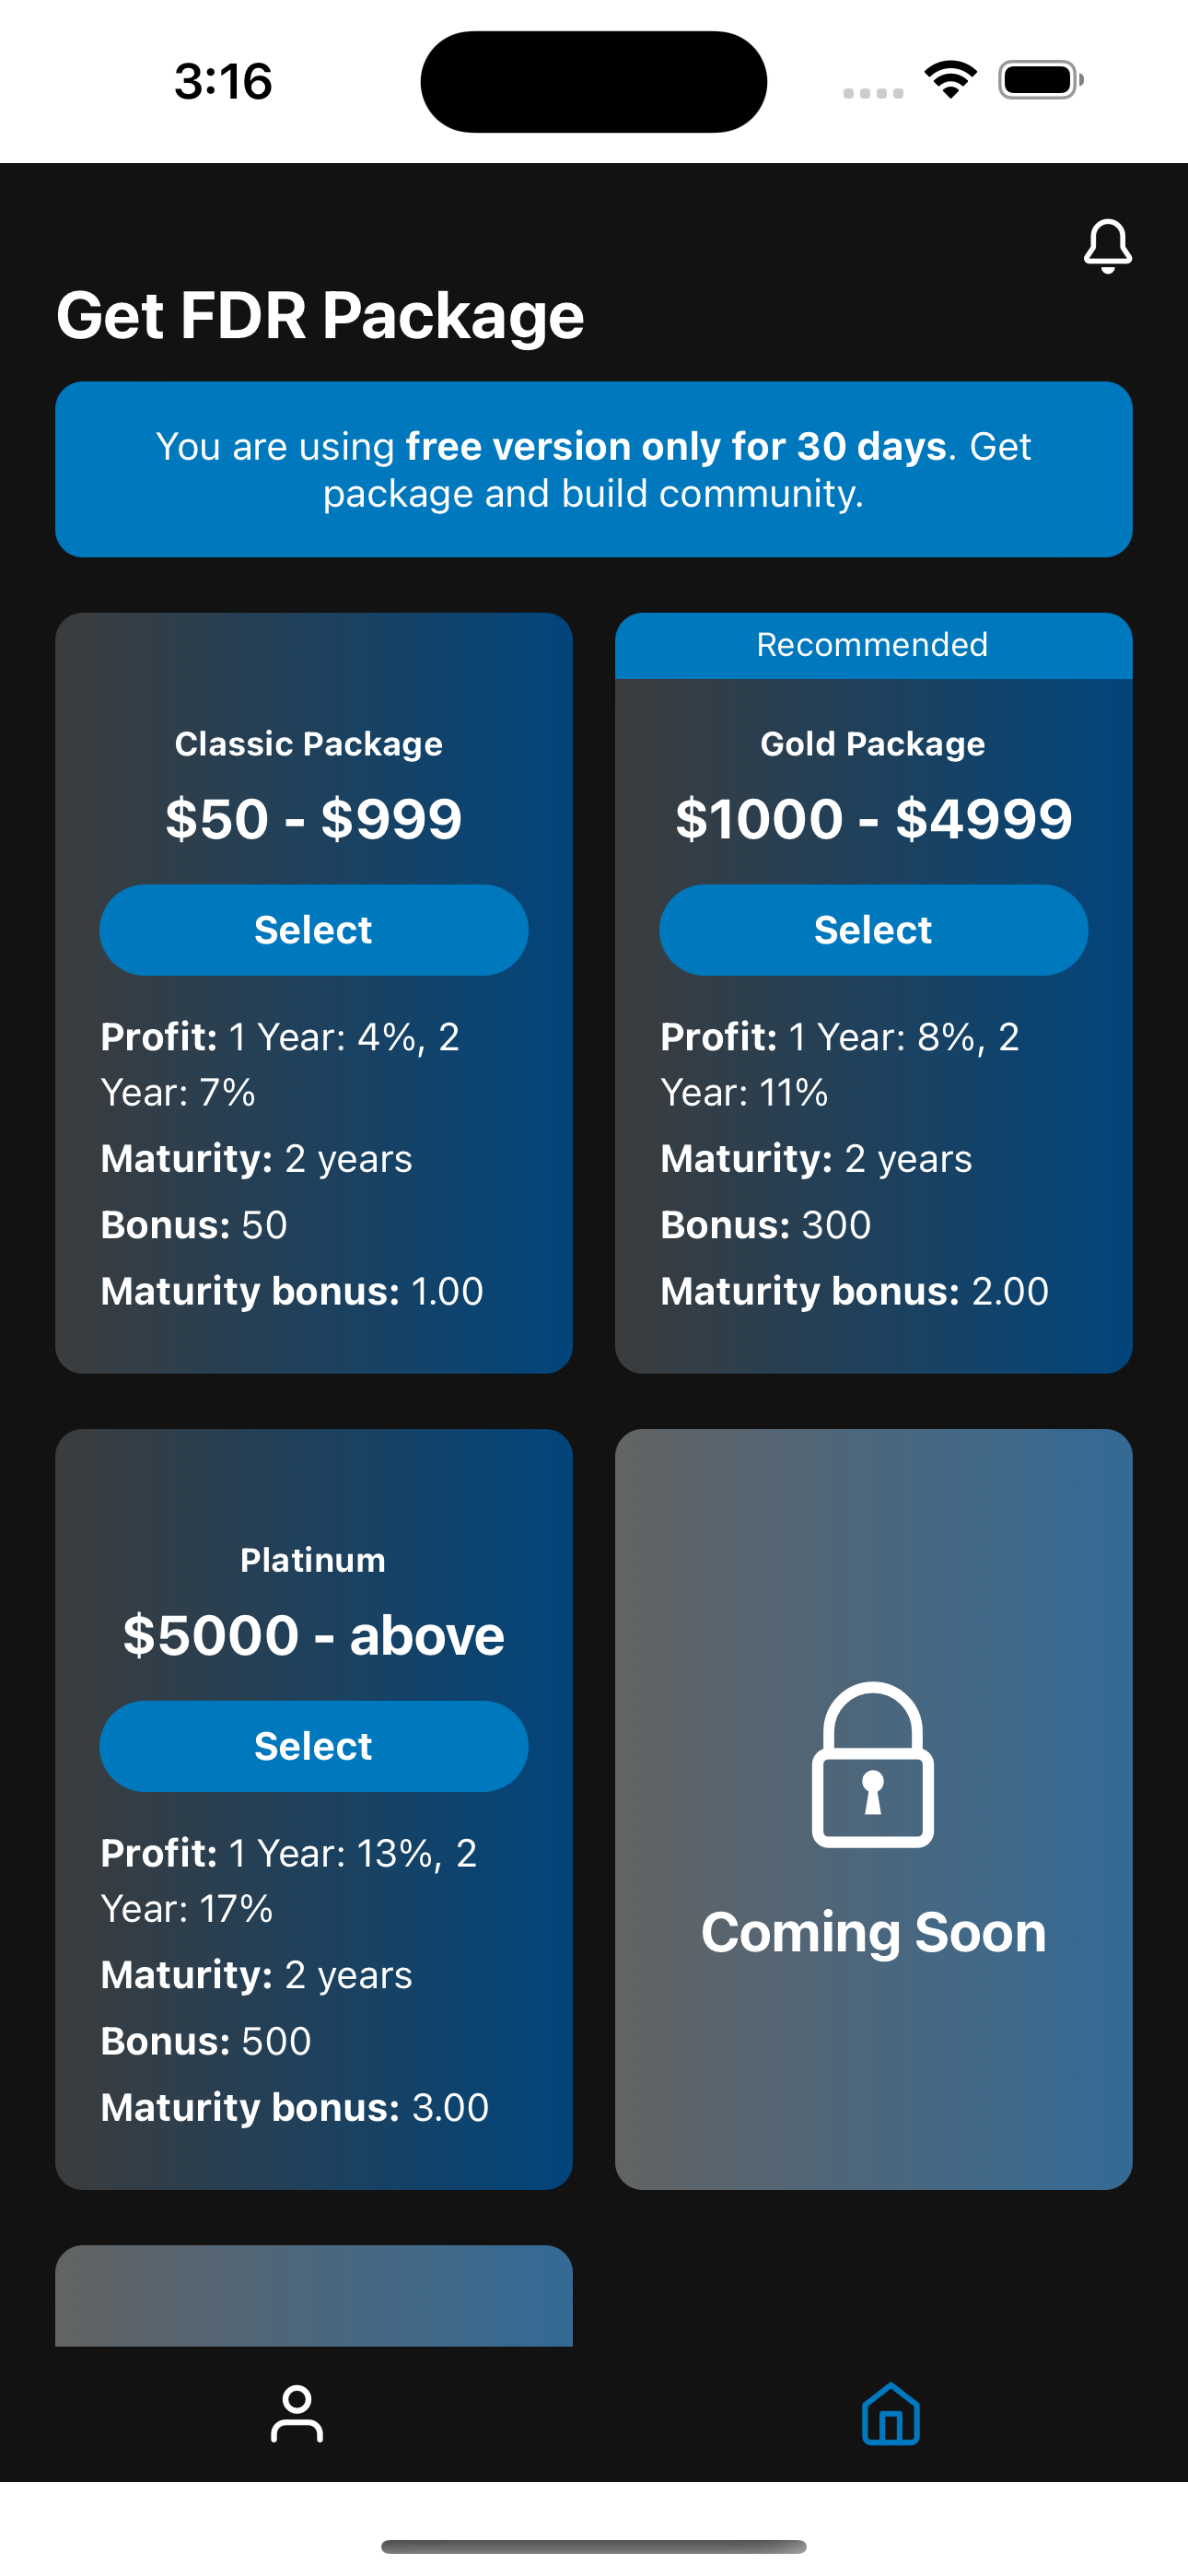 3:16
Get FDR Package
You are using free version only for 30 days. Get
package and build community.
Classic Package
$50 - $999
Select
Profit: 1 Year: 4%, 2
Year: 7%
Maturity: 2 years
Bonus: 50
Maturity bonus: 1.00
Recommended
Gold Package
$1000 - $4999
Select
Profit: 1 Year: 8%, 2
Year: 11%
Maturity: 2 years
Bonus: 300
Maturity bonus: 2.00
Platinum
$5000 - above
Select
Profit: 1 Year: 13%, 2
Year: 17%
Maturity: 2 years
Bonus: 500
Maturity bonus: 3.00
Coming Soon